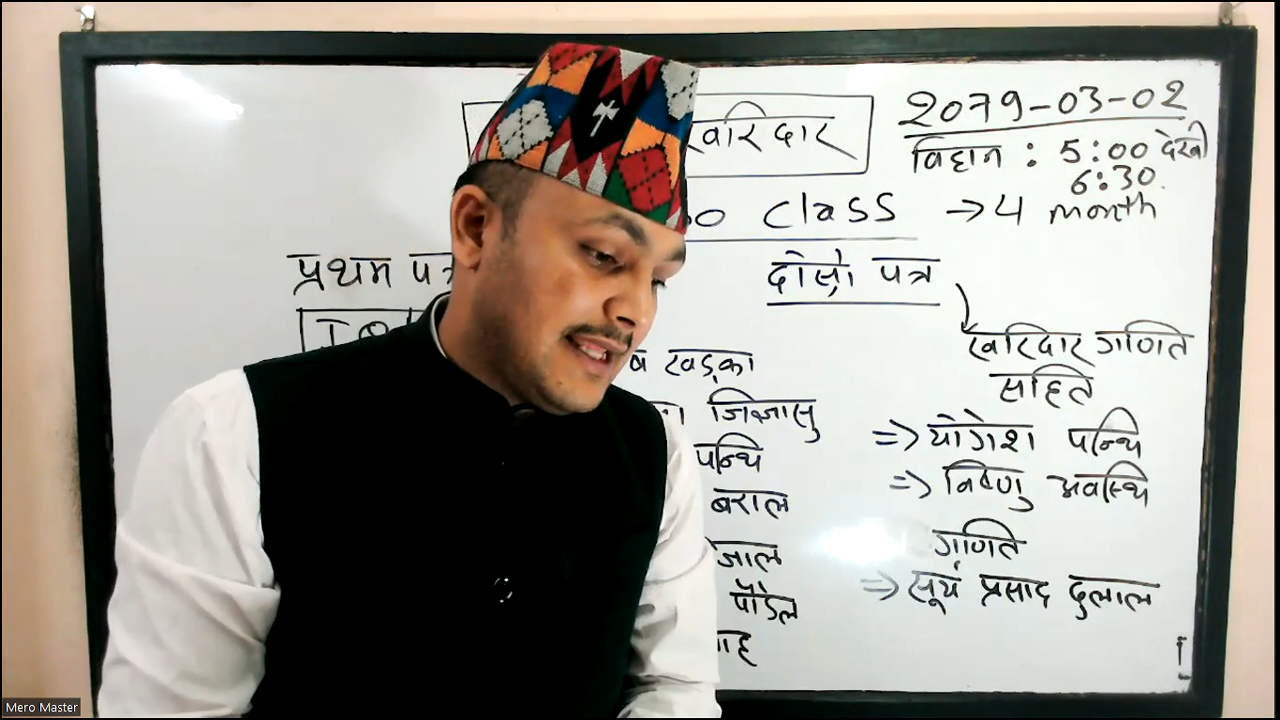 खरिदार
2079-03-02
विहान : 5:00 देखी
6:30
class → 4 month
प्रथम पत्र
दोस्रो पत्र
खरिदार गणित
सहित
खड्का
जिज्ञासु
पन्थि
बराल
पौडेल
⇒ योगेश पन्थि
⇒ विष्णु अवस्थि
गणित
⇒ सूर्य प्रसाद दुलाल
Mero Master